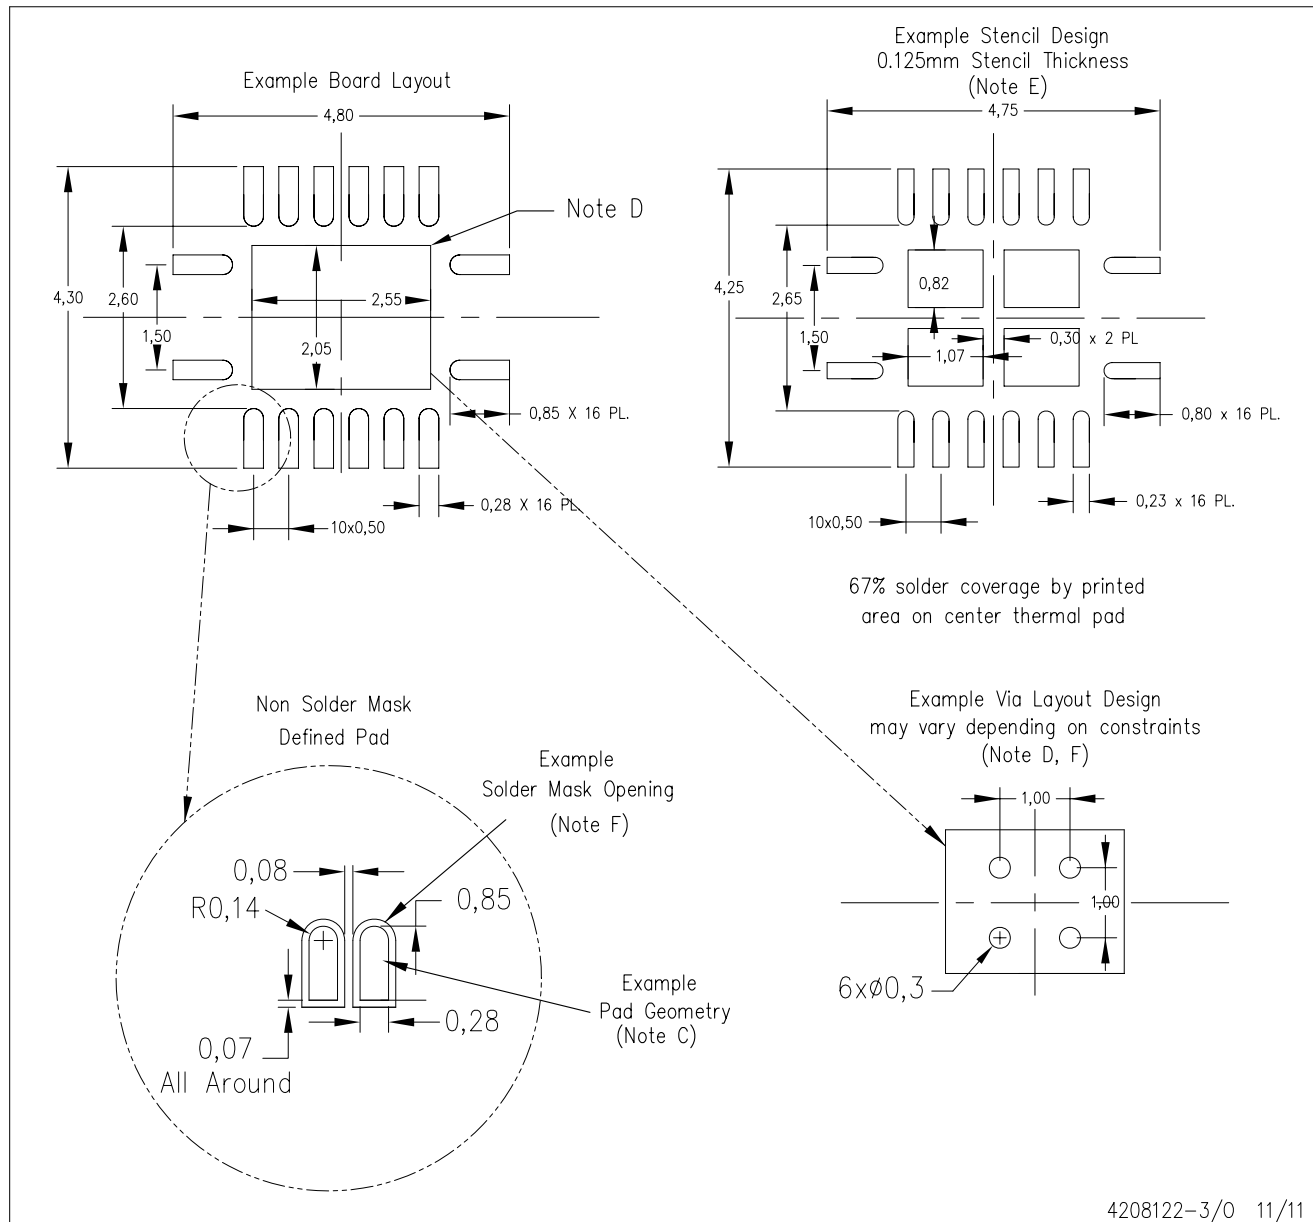 Example Board Layout
4,80
4,30
2,60
1,50
2,55
2,05
Note D
0,85 X 16 PL.
0,28 X 16 PL
10x0,50
Example Stencil Design
0.125mm Stencil Thickness
(Note E)
4,75
4,25
2,65
1,50
0,82
1,07
0,30 x 2 PL
0,80 x 16 PL.
0,23 x 16 PL.
10x0,50
67% solder coverage by printed
area on center thermal pad
Non Solder Mask
Defined Pad
Example
Solder Mask Opening
(Note F)
0,08
R0,14
0,85
0,28
0,07
All Around
Example
Pad Geometry
(Note C)
Example Via Layout Design
may vary depending on constraints
(Note D, F)
1,00
1,00
6xø0,3
4208122-3/O 11/11